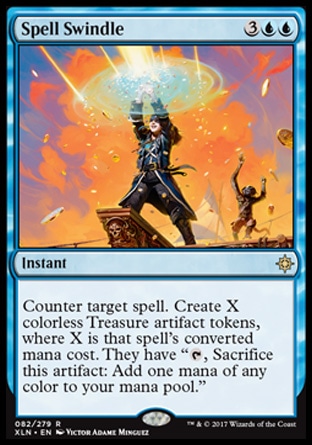 Spell Swindle 3
Instant
Counter target spell. Create X
colorless Treasure artifact tokens,
where X is that spell's converted
mana cost. They have “, Sacrifice
this artifact: Add one mana of any
color to your mana pool.”
082/279 R
XLN • EN VICTOR ADAME MINGUEZ
™ & © 2017 Wizards of the Coast